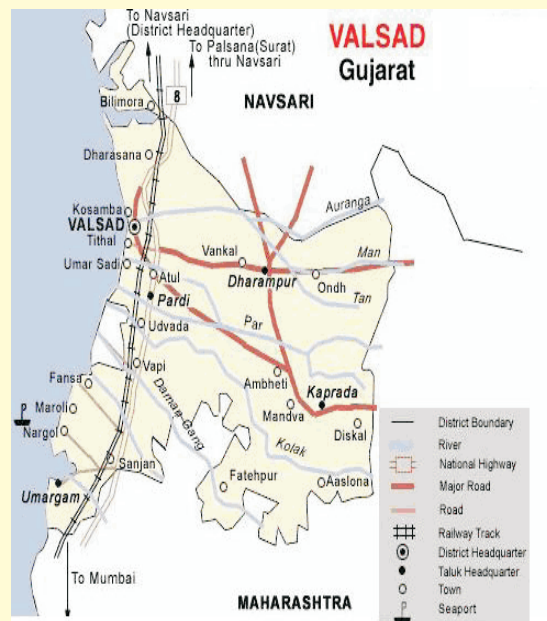 To Navsari
(District Headquarter)
To Palsana(Surat)
thru Navsari
VALSAD
Gujarat
8
Bilimora
NAVSARI
Dharasana
Auranga
Kosamba
VALSAD
Tithal
Vankal
Man
Umar Sadi
Atul
Dharampur
Ondh
Tan
Pardi
Udvada
Par
Vapi
Fansa
Daman Gang
Ambheti
Kaprada
Maroli
Mandva
Nargol
Diskal
Kolak
Sanjan
Fatehpur
Aaslona
Umargam
To Mumbai
MAHARASHTRA
District Boundary
River
National Highway
Major Road
Road
Railway Track
District Headquarter
Taluk Headquarter
Town
Seaport